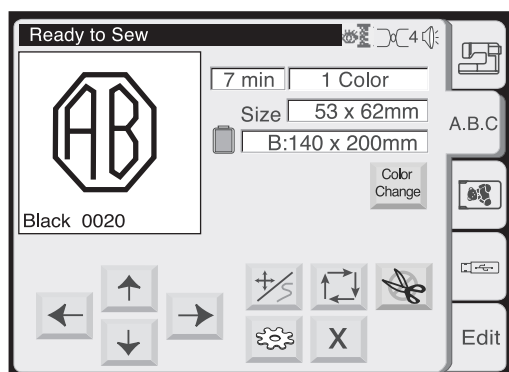 Ready to Sew
4
7 min
1 Color
Size
53 x 62mm
B:140 x 200mm
AB
Black 0020
Color
Change
X
A.B.C
Edit